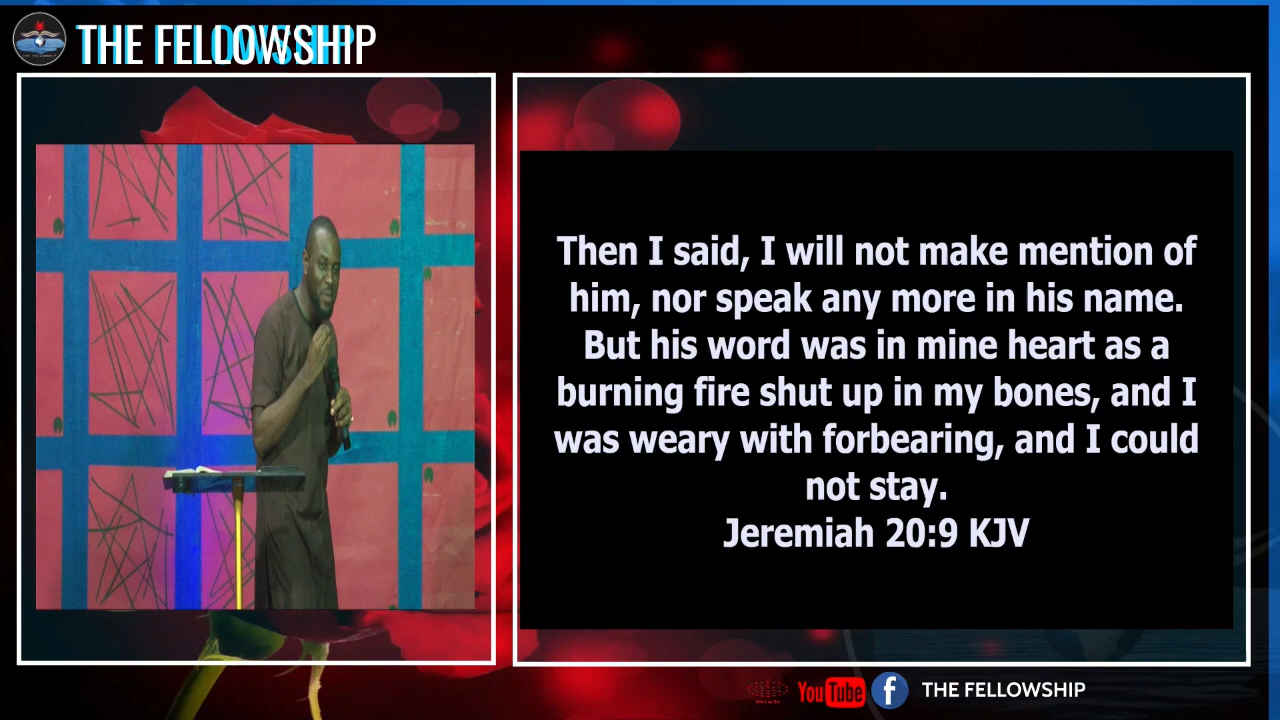 THE FELLOWSHIP
Then I said, I will not make mention of
him, nor speak any more in his name.
But his word was in mine heart as a
burning fire shut up in my bones, and I
was weary with forbearing, and I could
not stay.
Jeremiah 20:9 KJV
YouTube f THE FELLOWSHIP